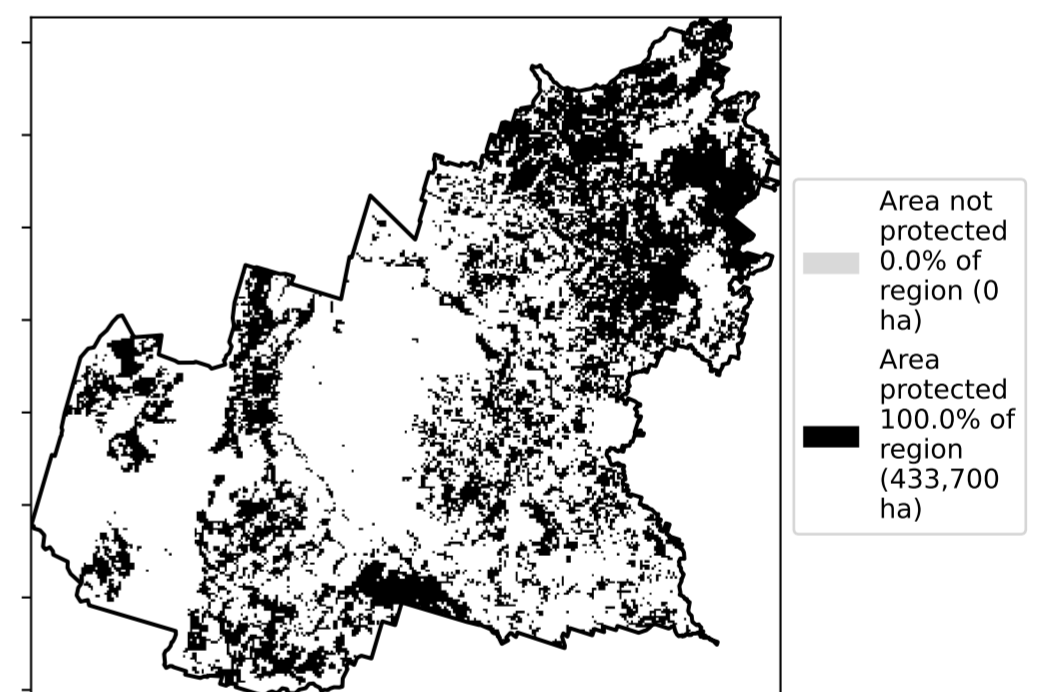 Area not
protected
0.0% of
region (0
ha)
Area
protected
100.0% of
region
(433,700
ha)